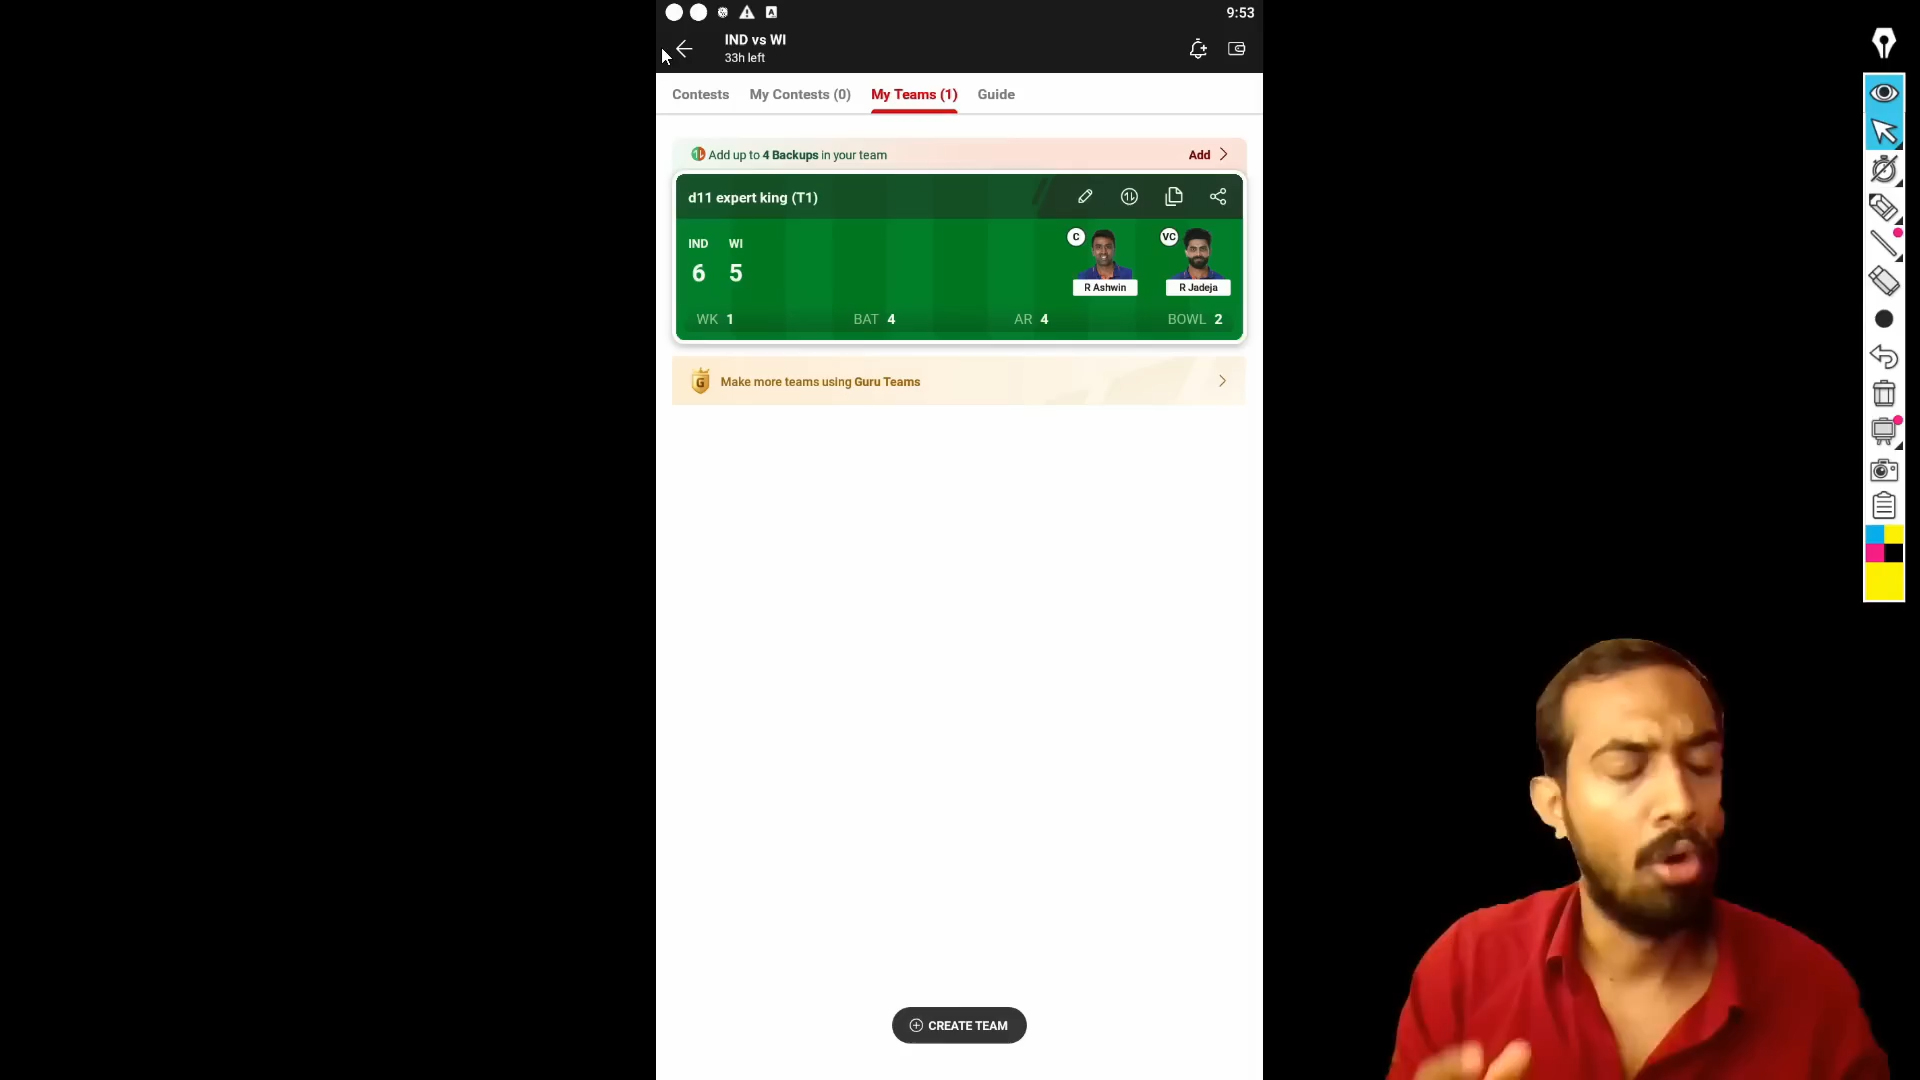 9:53
IND vs WI
33h left
Contests My Contests (0) My Teams (1) Guide
Add up to 4 Backups in your team Add
d11 expert king (T1)
IND WI
6 5
C VC
R Ashwin R Jadeja
WK 1 BAT 4 AR 4 BOWL 2
G Make more teams using Guru Teams
CREATE TEAM